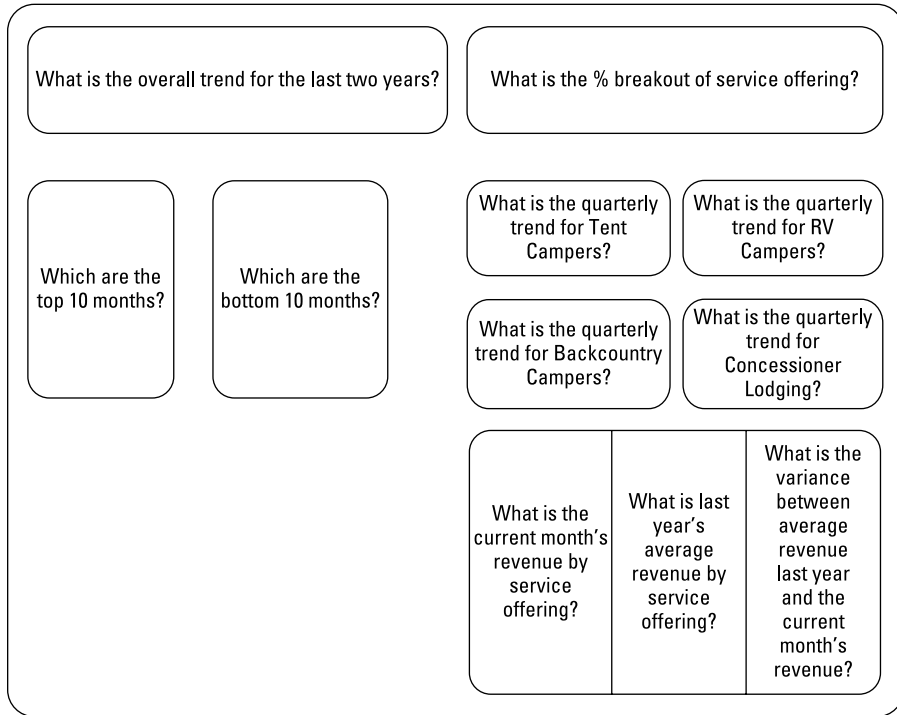 What is the overall trend for the last two years?
What is the % breakout of service offering?
Which are the
top 10 months?
Which are the
bottom 10 months?
What is the quarterly
trend for Tent
Campers?
What is the quarterly
trend for RV
Campers?
What is the quarterly
trend for Backcountry
Campers?
What is the quarterly
trend for
Concessioner
Lodging?
What is the
current month's
revenue by
service
offering?
What is last
year's
average
revenue by
service
offering?
What is the
variance
between
average
revenue
last year
and the
current
month's
revenue?